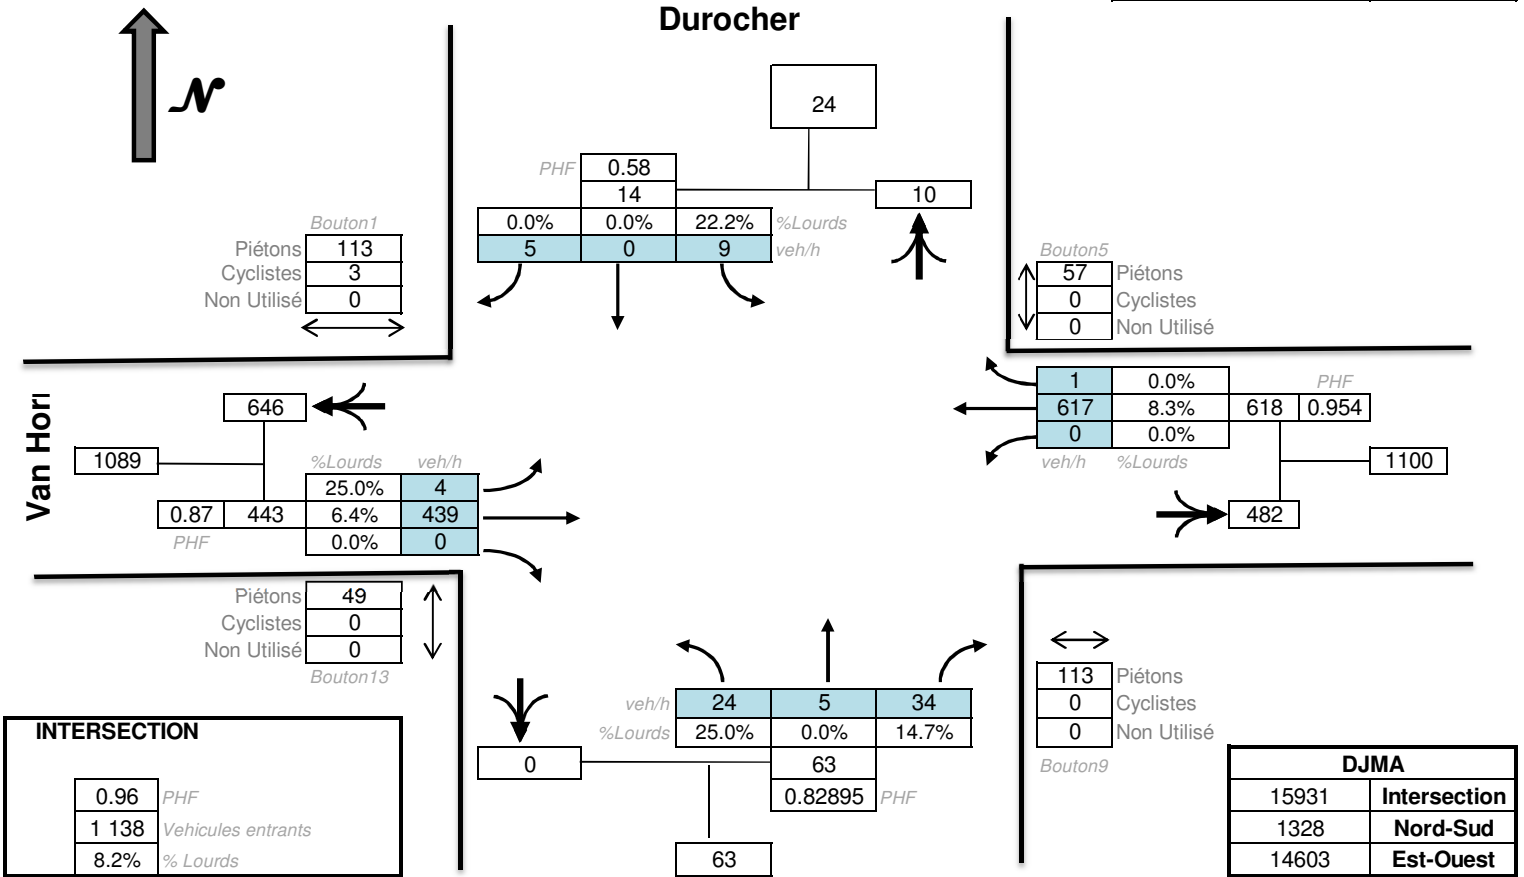 Durocher
N
24
PHF 0.58
14 10
0.0% 0.0% 22.2% %Lourds
5 0 9 veh/h
Bouton1
Piétons 113
Cyclistes 3
Non Utilisé 0
Bouton5
57 Piétons
0 Cyclistes
0 Non Utilisé
Van Hor
646
1089
%Lourds veh/h
25.0% 4
0.87 443 6.4% 439
PHF 0.0% 0
1 0.0% PHF
617 8.3% 618 0.954
0 0.0%
veh/h %Lourds 1100
482
Piétons 49
Cyclistes 0
Non Utilisé 0
Bouton13
veh/h 24 5 34
%Lourds 25.0% 0.0% 14.7%
0 63
0.82895 PHF
63
113 Piétons
0 Cyclistes
0 Non Utilisé
Bouton9
INTERSECTION
0.96 PHF
1 138 Vehicules entrants
8.2% % Lourds
DJMA
15931 Intersection
1328 Nord-Sud
14603 Est-Ouest